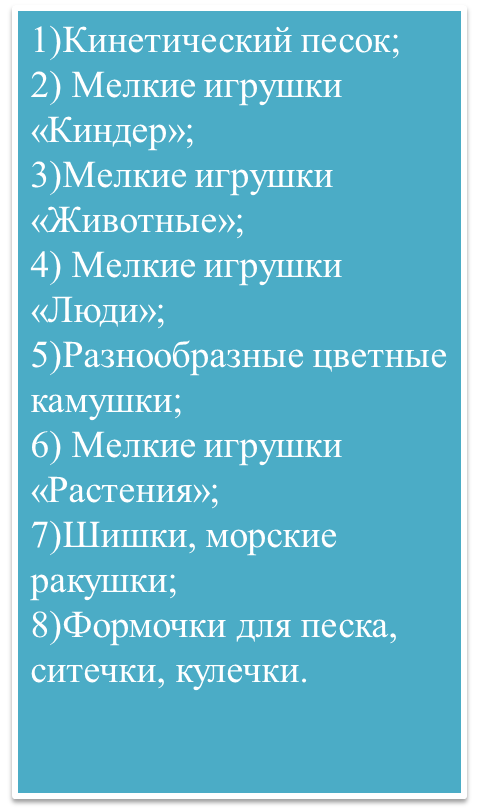 1)Кинетический песок;
2) Мелкие игрушки
«Киндер»;
3)Мелкие игрушки
«Животные»;
4) Мелкие игрушки
«Люди»;
5)Разнообразные цветные
камушки;
6) Мелкие игрушки
«Растения»;
7)Шишки, морские
ракушки;
8)Формочки для песка,
ситечки, кулечки.